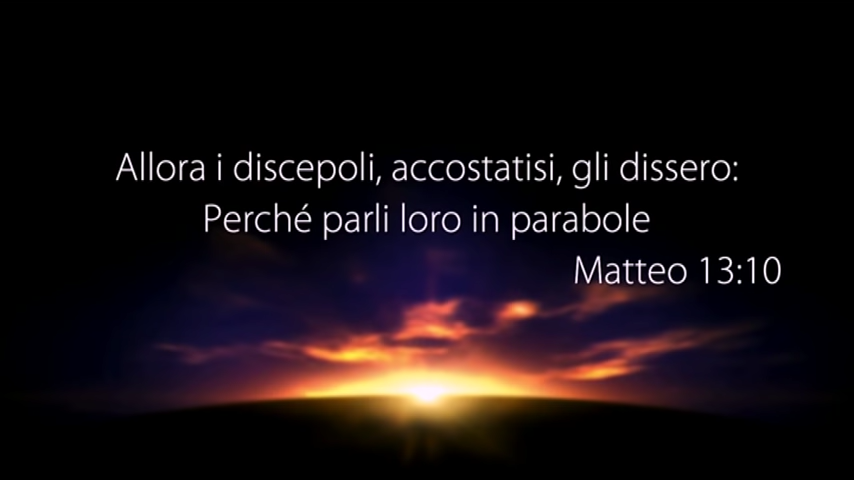 Allora i discepoli, accostatisi, gli dissero:
Perché parli loro in parabole
Matteo 13:10